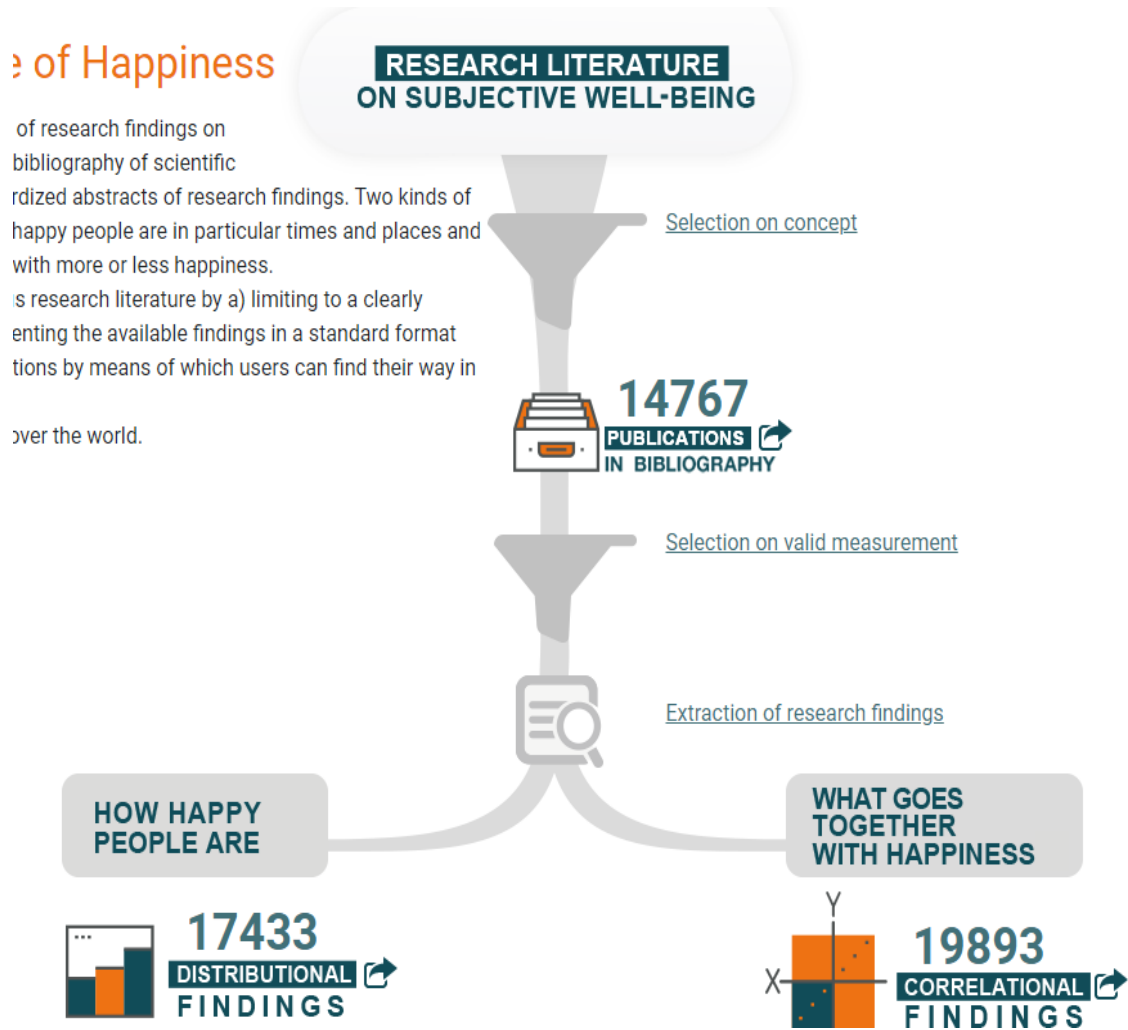 e of Happiness
of research findings on
bibliography of scientific
rdized abstracts of research findings. Two kinds of
happy people are in particular times and places and
with more or less happiness.
s research literature by a) limiting to a clearly
enting the available findings in a standard format
tions by means of which users can find their way in
over the world.
RESEARCH LITERATURE
ON SUBJECTIVE WELL-BEING
Selection on concept
14767
PUBLICATIONS
IN BIBLIOGRAPHY
Selection on valid measurement
Extraction of research findings
HOW HAPPY
PEOPLE ARE
17433
DISTRIBUTIONAL
FINDINGS
WHAT GOES
TOGETHER
WITH HAPPINESS
Y
X
19893
CORRELATIONAL
FINDINGS